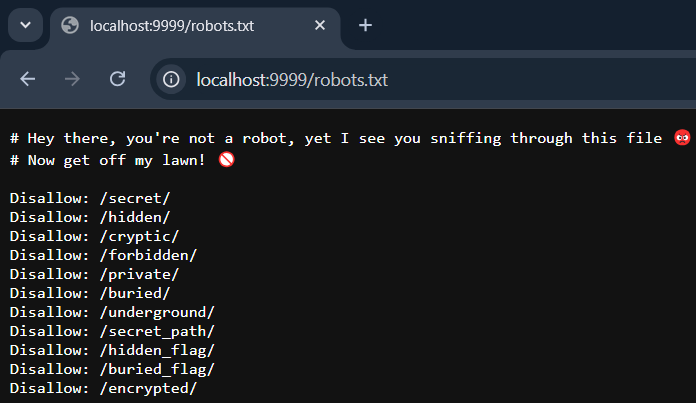 localhost:9999/robots.txt
localhost:9999/robots.txt
# Hey there, you're not a robot, yet I see you sniffing through this file 😡
# Now get off my lawn! 🚫
Disallow: /secret/
Disallow: /hidden/
Disallow: /cryptic/
Disallow: /forbidden/
Disallow: /private/
Disallow: /buried/
Disallow: /underground/
Disallow: /secret_path/
Disallow: /hidden_flag/
Disallow: /buried_flag/
Disallow: /encrypted/